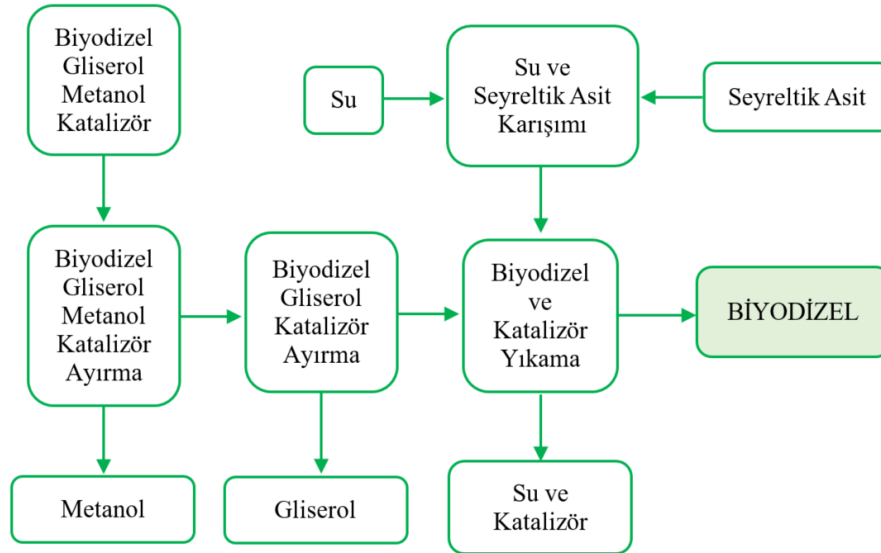 Biyodizel
Gliserol
Metanol
Katalizör
Su
Su ve
Seyreltik Asit
Karışımı
Seyreltik Asit
Biyodizel
Gliserol
Metanol
Katalizör
Ayırma
Biyodizel
Gliserol
Katalizör
Ayırma
Biyodizel
ve
Katalizör
Yıkama
BİYODİZEL
Metanol
Gliserol
Su ve
Katalizör